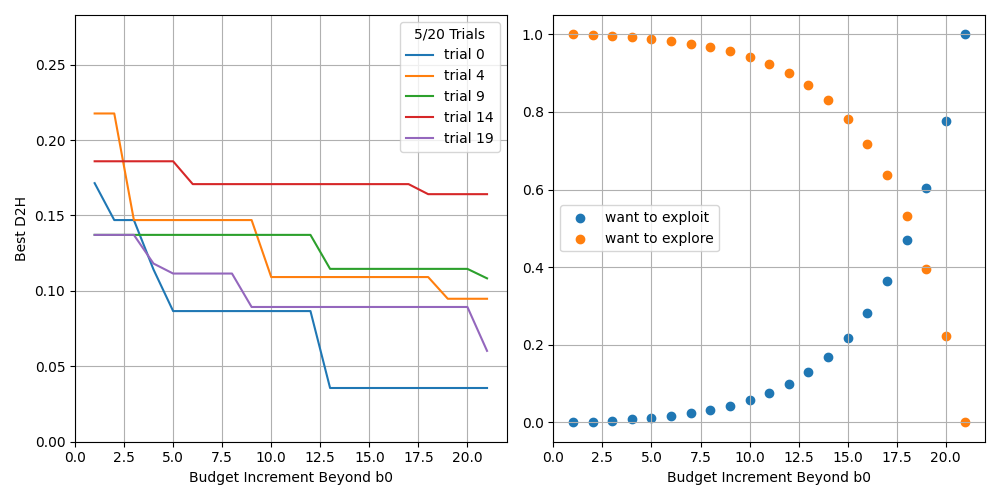 5/20 Trials
trial 0
trial 4
trial 9
trial 14
trial 19
0.25
0.20
0.15
0.10
0.05
0.00
Best D2H
0.0 2.5 5.0 7.5 10.0 12.5 15.0 17.5 20.0
Budget Increment Beyond b0
1.0
0.8
0.6
0.4
0.2
0.0
want to exploit
want to explore
0.0 2.5 5.0 7.5 10.0 12.5 15.0 17.5 20.0
Budget Increment Beyond b0